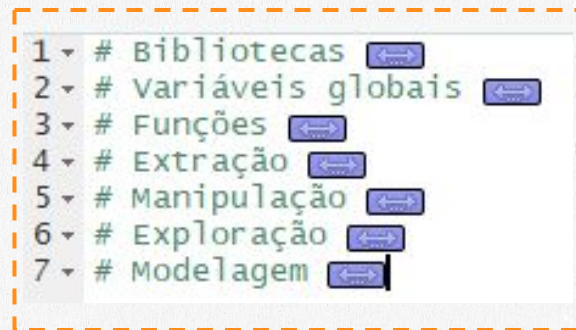 1 # Bibliotecas
2 # Variáveis globais
3 # Funções
4 # Extração
5 # Manipulação
6 # Exploração
7 # Modelagem